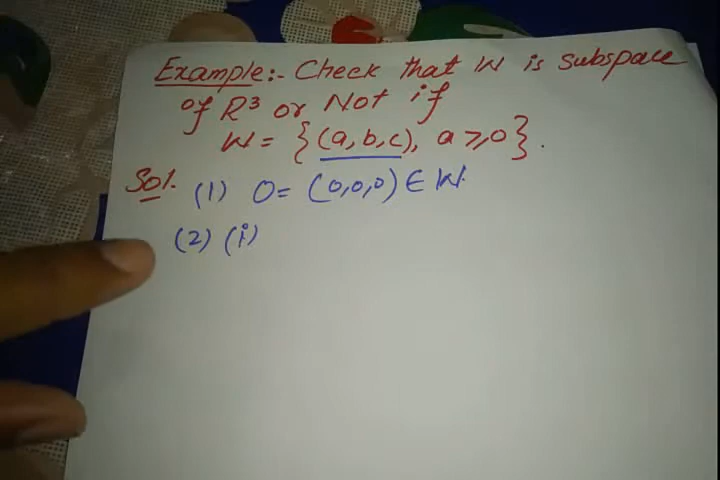 Example:- Check that W is subspace
of R³ or Not if
W = {(a, b, c), a ≥ 0}.
Sol. (1) 0 = (0,0,0) ∈ W.
(2) (i)